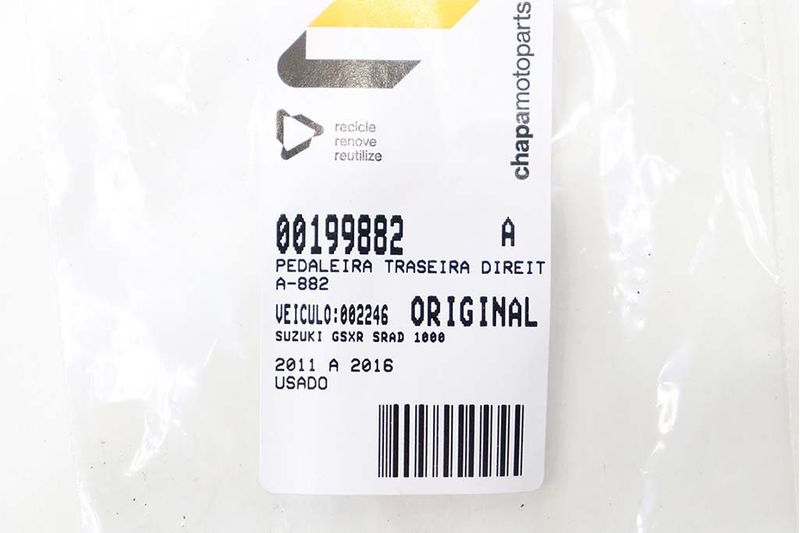 chapamotoparts
recicle
renove
reutilize
00199882 A
PEDALEIRA TRASEIRA DIREIT
A-882
VEICULO:002246 ORIGINAL
SUZUKI GSXR SRAD 1000
2011 A 2016
USADO